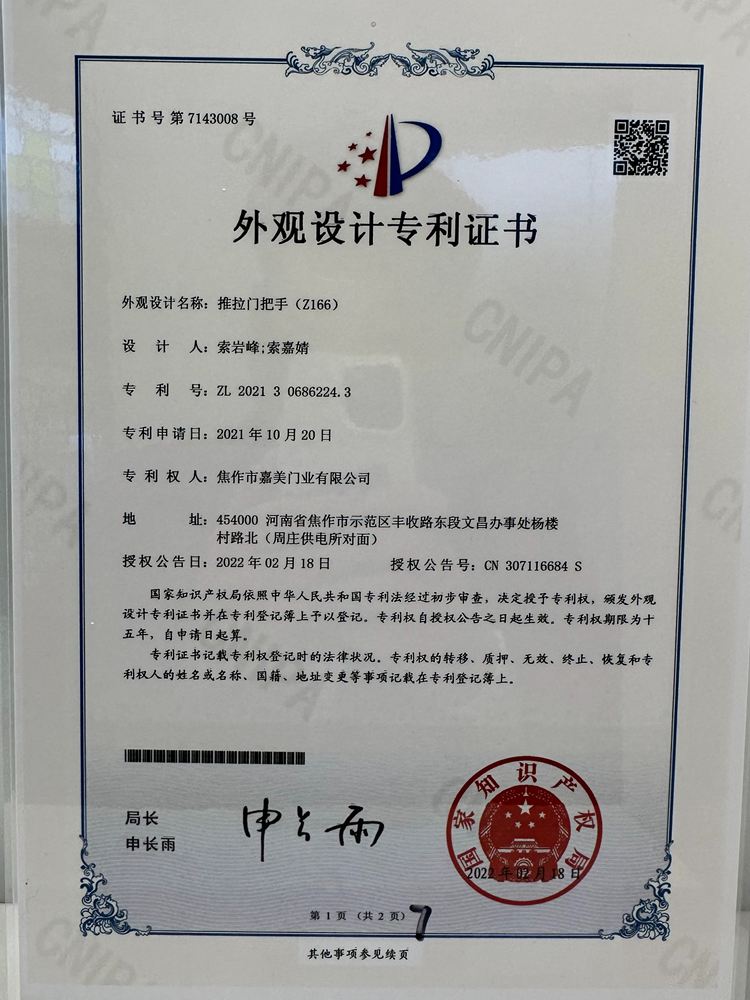 证书号第7143008号
外观设计专利证书
外观设计名称：推拉门把手（Z166）
设计人：索岩峰;索嘉婧
专利号：ZL 2021 3 0686224.3
专利申请日：2021年10月20日
专利权人：焦作市嘉美门业有限公司
地址：454000 河南省焦作市示范区丰收路东段文昌办事处杨楼
村路北（周庄供电所对面）
授权公告日：2022年02月18日 授权公告号：CN 307116684 S
国家知识产权局依照中华人民共和国专利法经过初步审查，决定授予专利权，颁发外观
设计专利证书并在专利登记簿上予以登记。专利权自授权公告之日起生效。专利权期限为十
五年，自申请日起算。
专利证书记载专利权登记时的法律状况。专利权的转移、质押、无效、终止、恢复和专
利权人的姓名或名称、国籍、地址变更等事项记载在专利登记簿上。
局长
申长雨
申长雨
国家知识产权局
2022年02月18日
第1页（共2页）
7
其他事项参见续页
CNIPA
CNIPA
CNIPA
CNIPA
CNIPA
CNIPA